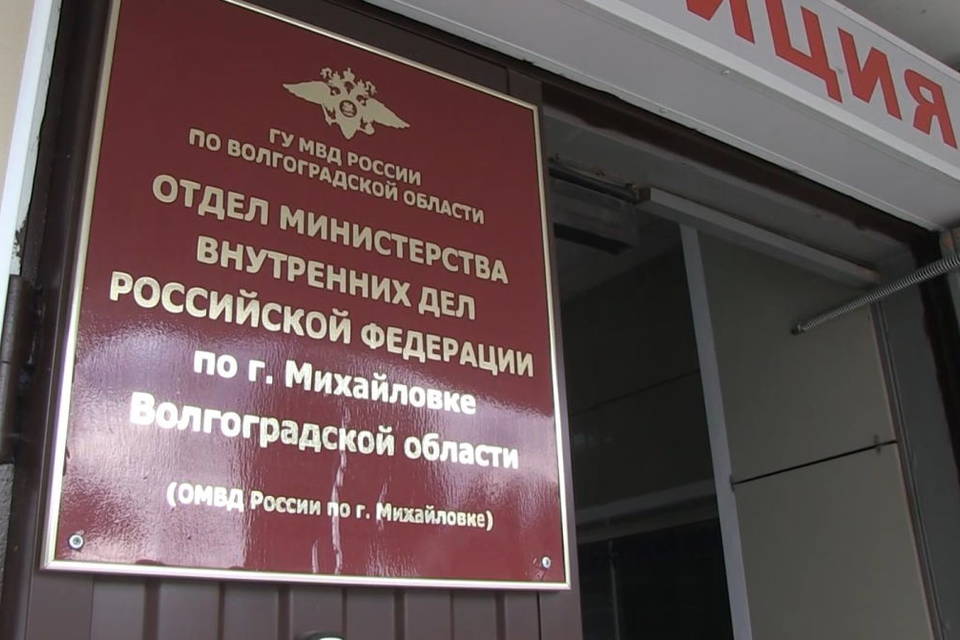 ГУ МВД РОССИИ
ПО ВОЛГОГРАДСКОЙ ОБЛАСТИ
ОТДЕЛ МИНИСТЕРСТВА
ВНУТРЕННИХ ДЕЛ
РОССИЙСКОЙ ФЕДЕРАЦИИ
по г. Михайловке
Волгоградской области
(ОМВД России по г. Михайловке)
ИЦИЯ